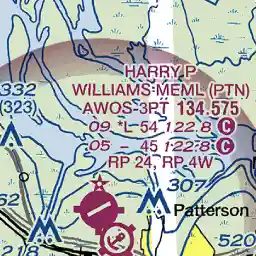 HARRY P
WILLIAMS MEML (PTN)
AWOS-3PT 134.575
09 *L 54 122.8 C
05 - 45 122.8 C
RP 24, RP 4W
332
(323)
307
Patterson
520